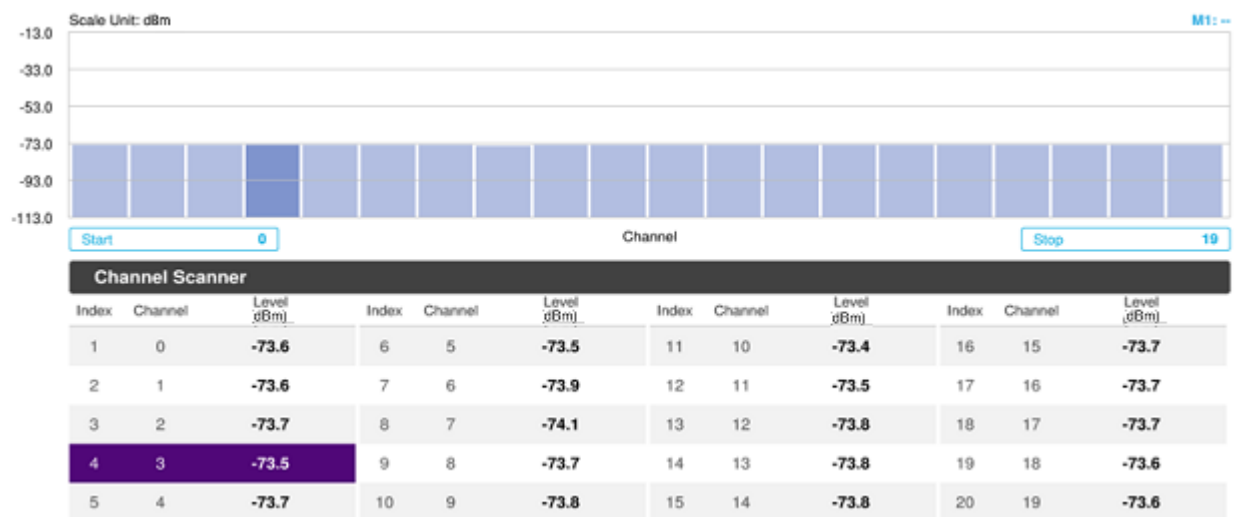 Scale Unit: dBm M1: --
-13.0
-33.0
-53.0
-73.0
-93.0
-113.0
Start 0 Channel Stop 19
Channel Scanner
Index Channel Level dBm) Index Channel Level dBm) Index Channel Level dBm) Index Channel Level dBm)
1 0 -73.6 6 5 -73.5 11 10 -73.4 16 15 -73.7
2 1 -73.6 7 6 -73.9 12 11 -73.5 17 16 -73.7
3 2 -73.7 8 7 -74.1 13 12 -73.8 18 17 -73.7
4 3 -73.5 9 8 -73.7 14 13 -73.8 19 18 -73.6
5 4 -73.7 10 9 -73.8 15 14 -73.8 20 19 -73.6